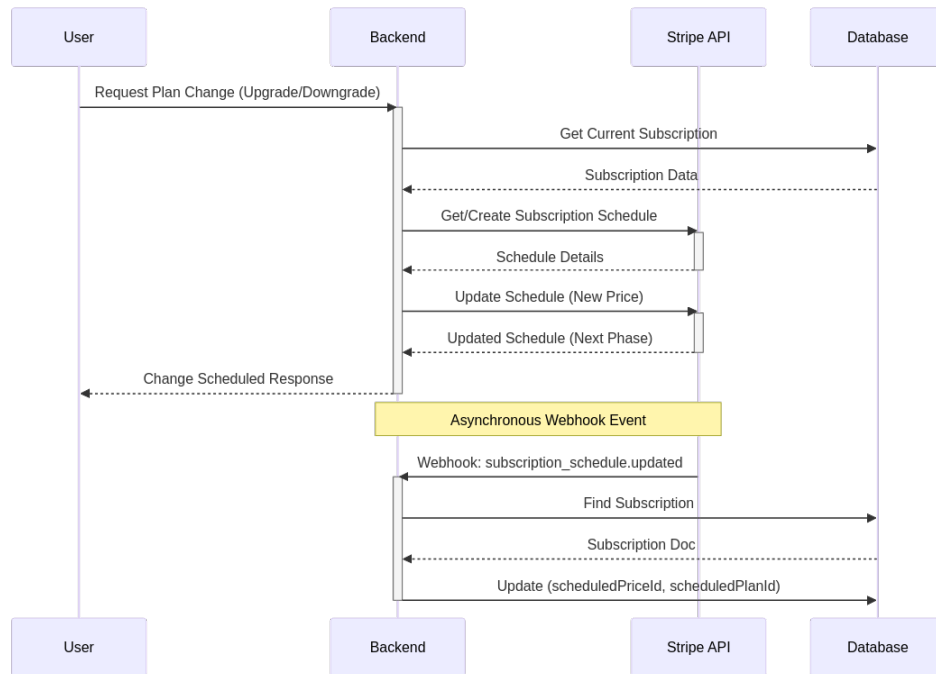 User
Backend
Stripe API
Database
Request Plan Change (Upgrade/Downgrade)
Get Current Subscription
Subscription Data
Get/Create Subscription Schedule
Schedule Details
Update Schedule (New Price)
Updated Schedule (Next Phase)
Change Scheduled Response
Asynchronous Webhook Event
Webhook: subscription_schedule.updated
Find Subscription
Subscription Doc
Update (scheduledPriceId, scheduledPlanId)
User
Backend
Stripe API
Database